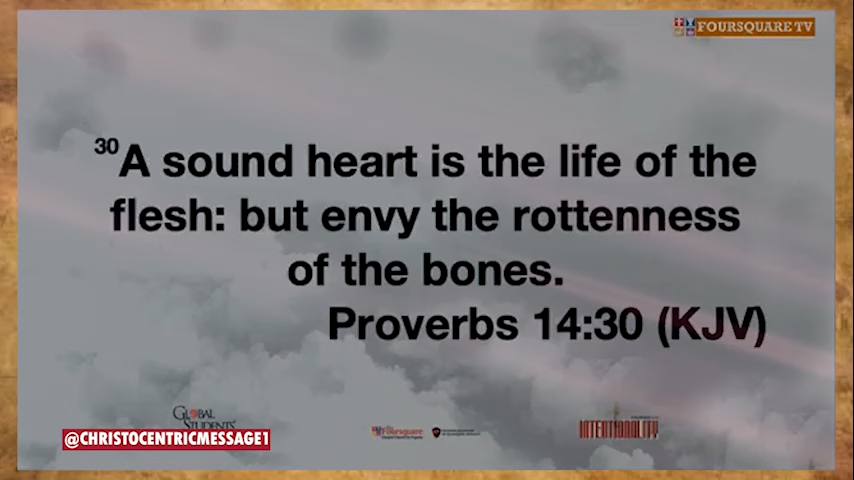 FOURSQUARE TV
30A sound heart is the life of the
flesh: but envy the rottenness
of the bones.
Proverbs 14:30 (KJV)
GLOBAL
STUDENTS'
@CHRISTOCENTRICMESSAGE1
Foursquare
INTENTIONALITY